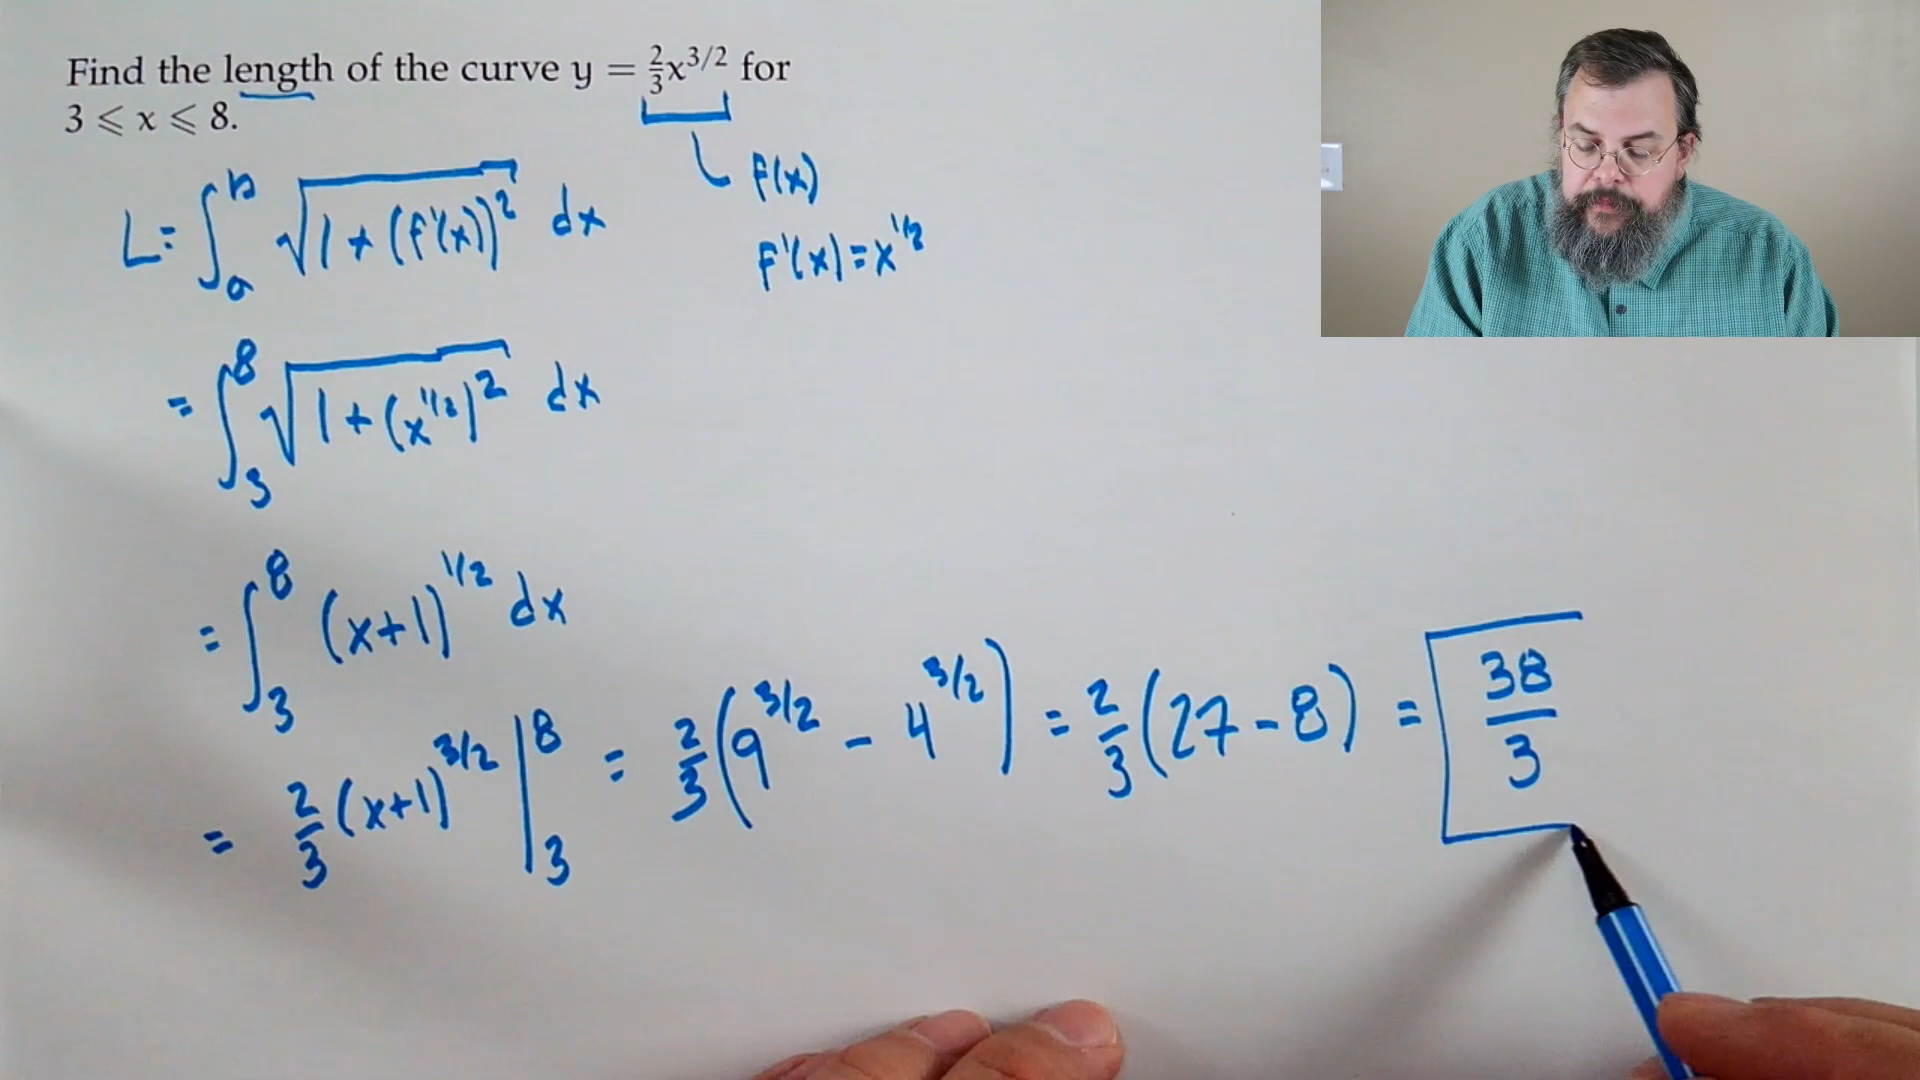 Find the length of the curve y = 2/3 x^3/2 for
3 ⩽ x ⩽ 8.
f(x)
L = ∫_a^b √(1 + (f'(x))^2) dx
f'(x) = x^1/2
= ∫_3^8 √(1 + (x^1/2)^2) dx
= ∫_3^8 (x+1)^1/2 dx
= 2/3 (x+1)^3/2 |_3^8 = 2/3 (9^3/2 - 4^3/2) = 2/3 (27 - 8) = 38/3